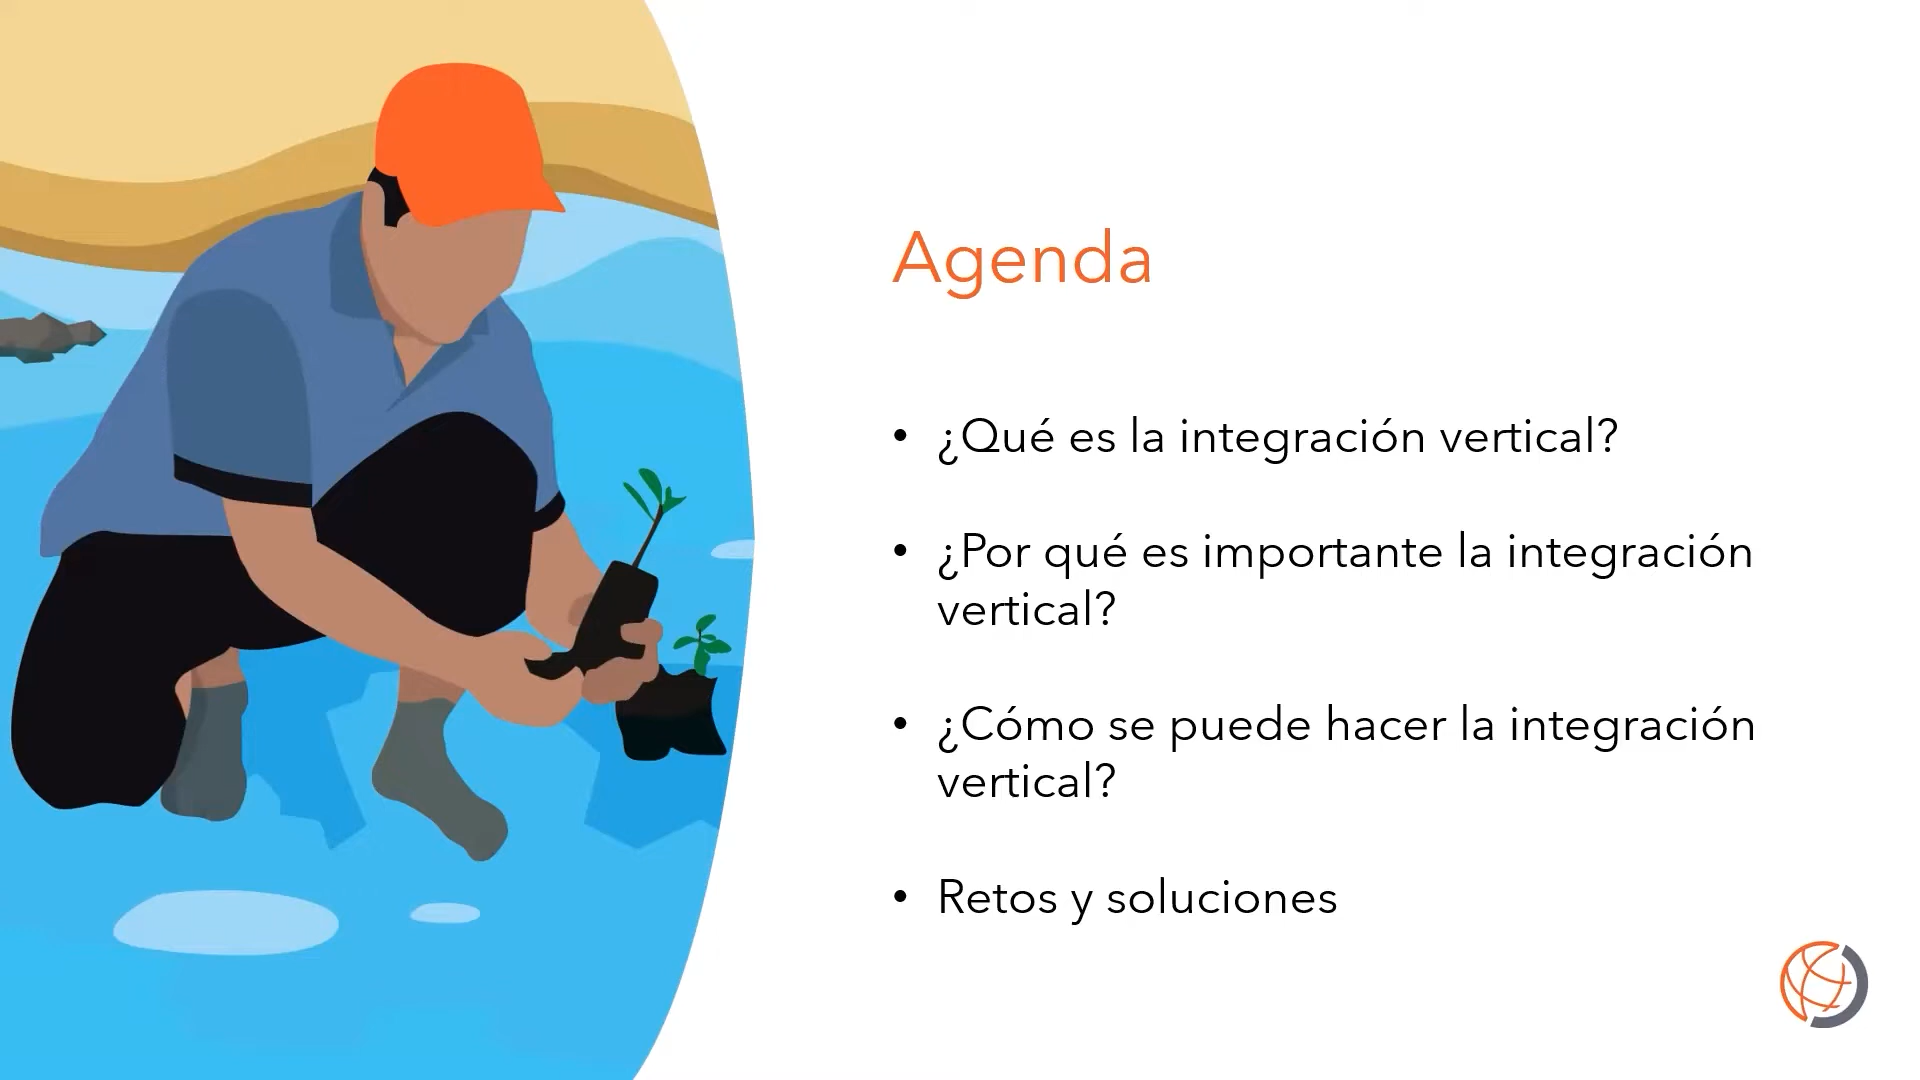 Agenda
• ¿Qué es la integración vertical?
• ¿Por qué es importante la integración
vertical?
• ¿Cómo se puede hacer la integración
vertical?
• Retos y soluciones